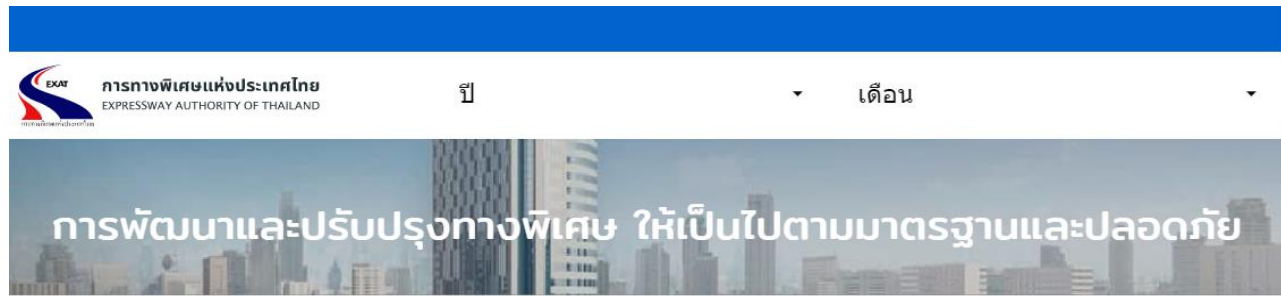 EXAT
การทางพิเศษแห่งประเทศไทย
EXPRESSWAY AUTHORITY OF THAILAND
ปี
เดือน
การพัฒนาและปรับปรุงทางพิเศษ ให้เป็นไปตามมาตรฐานและปลอดภัย